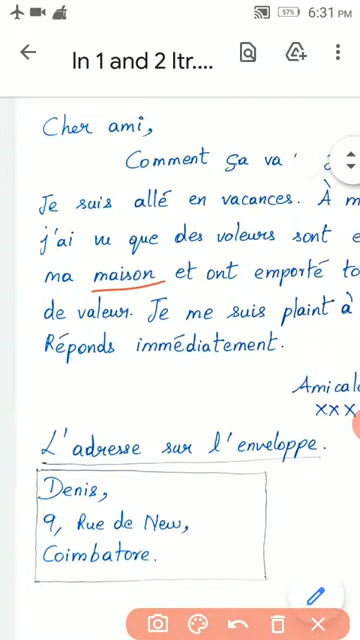 57% 6:31 PM
In 1 and 2 ltr....
Cher ami,
Comment ça va
Je suis allé en vacances. À m
j'ai vu que des voleurs sont e
ma maison et ont emporté to
de valeur. Je me suis plaint à
Réponds immédiatement.
Amical
xxx
L'adresse sur l'enveloppe.
Denis,
9, Rue de New,
Coimbatore.